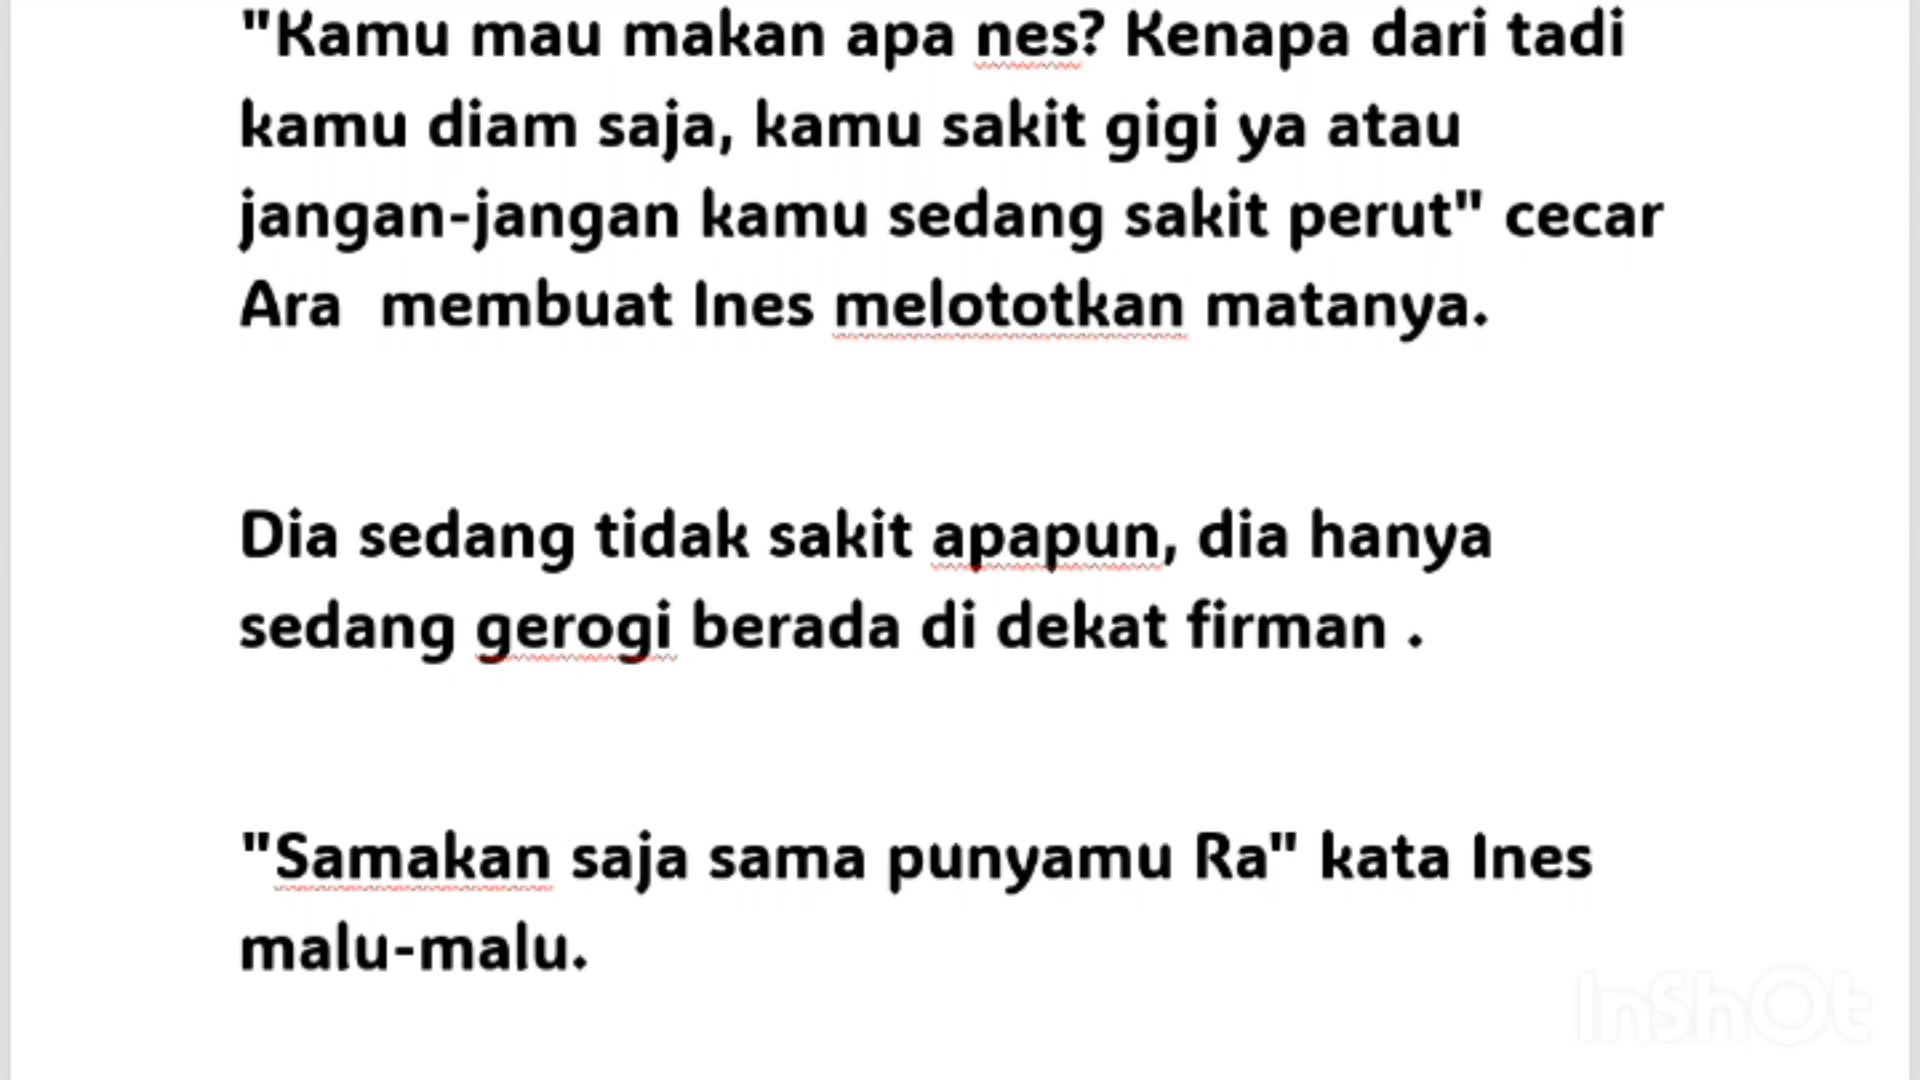 "Kamu mau makan apa nes? Kenapa dari tadi
kamu diam saja, kamu sakit gigi ya atau
jangan-jangan kamu sedang sakit perut" cecar
Ara  membuat Ines melototkan matanya.
Dia sedang tidak sakit apapun, dia hanya
sedang gerogi berada di dekat firman .
"Samakan saja sama punyamu Ra" kata Ines
malu-malu.
InShOt